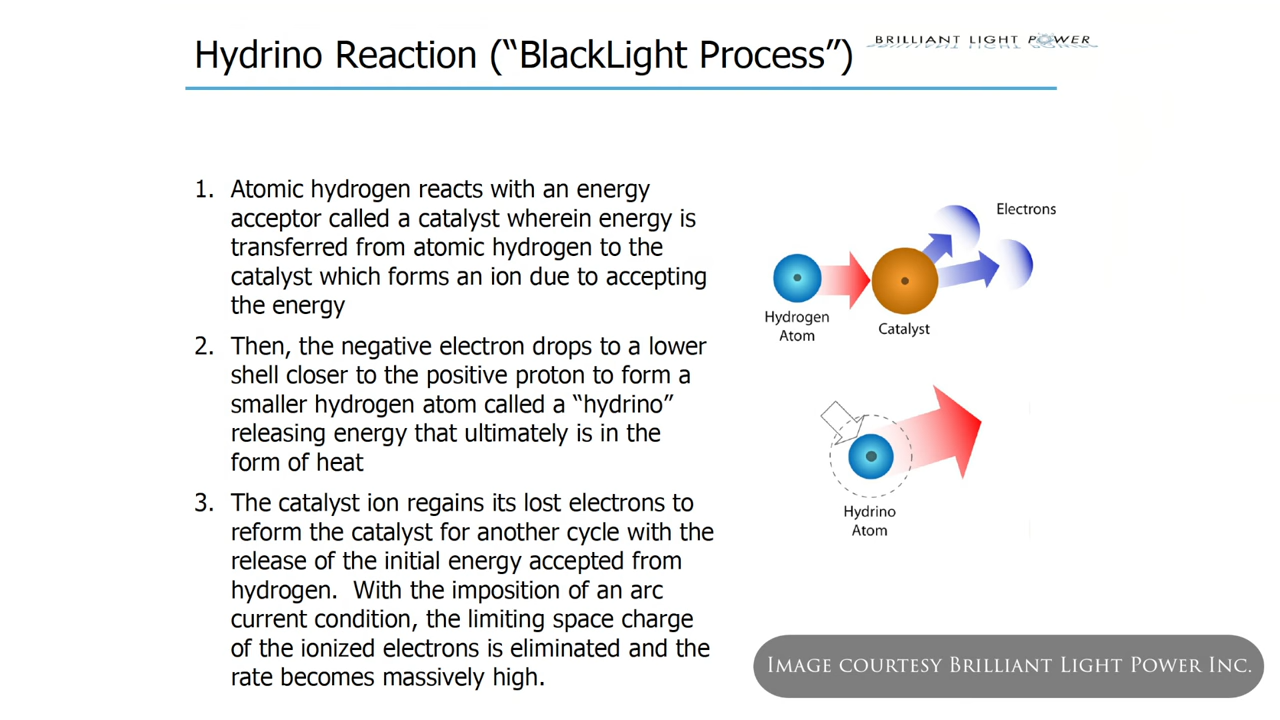 Hydrino Reaction (“BlackLight Process”)
BRILLIANT LIGHT POWER
1. Atomic hydrogen reacts with an energy
acceptor called a catalyst wherein energy is
transferred from atomic hydrogen to the
catalyst which forms an ion due to accepting
the energy
2. Then, the negative electron drops to a lower
shell closer to the positive proton to form a
smaller hydrogen atom called a “hydrino”
releasing energy that ultimately is in the
form of heat
3. The catalyst ion regains its lost electrons to
reform the catalyst for another cycle with the
release of the initial energy accepted from
hydrogen. With the imposition of an arc
current condition, the limiting space charge
of the ionized electrons is eliminated and the
rate becomes massively high.
Electrons
Hydrogen
Atom
Catalyst
Hydrino
Atom
IMAGE COURTESY BRILLIANT LIGHT POWER INC.